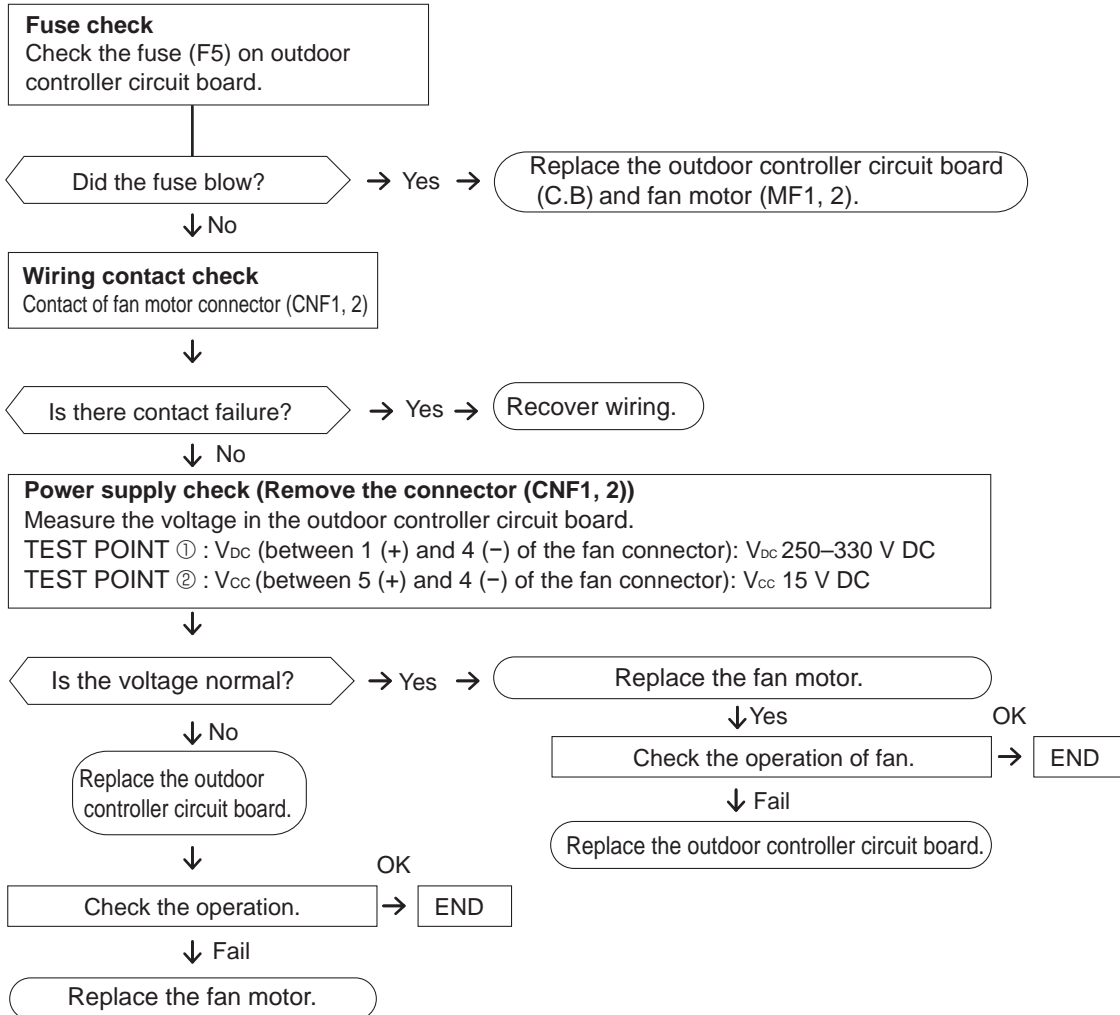 Fuse check
Check the fuse (F5) on outdoor
controller circuit board.
Did the fuse blow?
Yes
Replace the outdoor controller circuit board
(C.B) and fan motor (MF1, 2).
No
Wiring contact check
Contact of fan motor connector (CNF1, 2)
Is there contact failure?
Yes
Recover wiring.
No
Power supply check (Remove the connector (CNF1, 2))
Measure the voltage in the outdoor controller circuit board.
TEST POINT ① : VDC (between 1 (+) and 4 (−) of the fan connector): VDC 250–330 V DC
TEST POINT ② : VCC (between 5 (+) and 4 (−) of the fan connector): Vcc 15 V DC
Is the voltage normal?
Yes
Replace the fan motor.
Yes
OK
Check the operation of fan.
END
Fail
Replace the outdoor controller circuit board.
No
Replace the outdoor
controller circuit board.
OK
Check the operation.
END
Fail
Replace the fan motor.